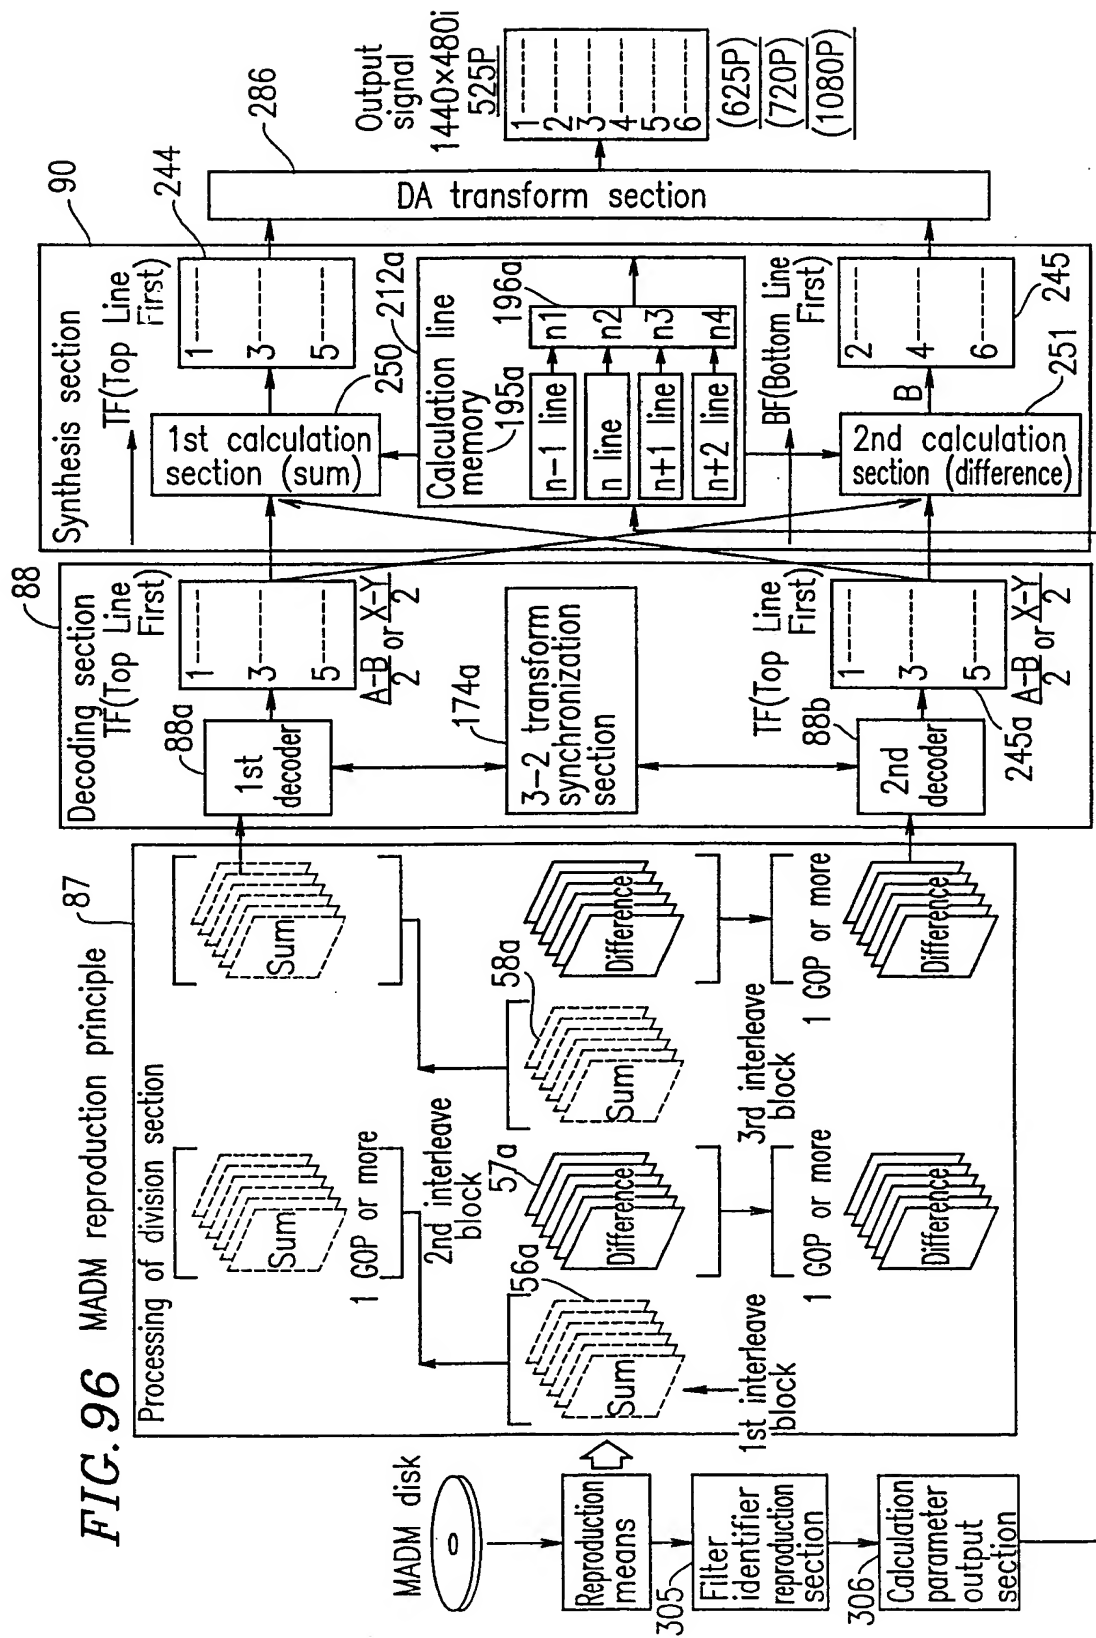 FIG. 96 MADM reproduction principle
MADM disk
Reproduction
means
305
Filter
identifier
reproduction
section
306
Calculation
parameter
output
section
87
Processing of division section
Sum
1 GOP or more
Sum
56a
Sum
1st interleave
block
2nd interleave
block
57a
Difference
58a
Sum
3rd interleave
block
Difference
1 GOP or more
Difference
1 GOP or more
Difference
88
Decoding section
TF(Top Line
First)
88a
1st
decoder
1
3
5
A-B
2
or
X-Y
2
174a
3-2 transform
synchronization
section
TF(Top Line
First)
88b
2nd
decoder
1
3
5
245a
A-B
2
or
X-Y
2
90
Synthesis section
TF(Top Line
First)
244
1st calculation
section (sum)
250
1
3
5
212a
Calculation line
memory
195a
196a
n-1 line
n line
n+1 line
n+2 line
n1
n2
n3
n4
BF(Bottom Line
First)
2nd calculation
section (difference)
251
B
2
4
6
245
286
DA transform section
Output
signal
1440×480i
525P
1
2
3
4
5
6
(625P)
(720P)
(1080P)